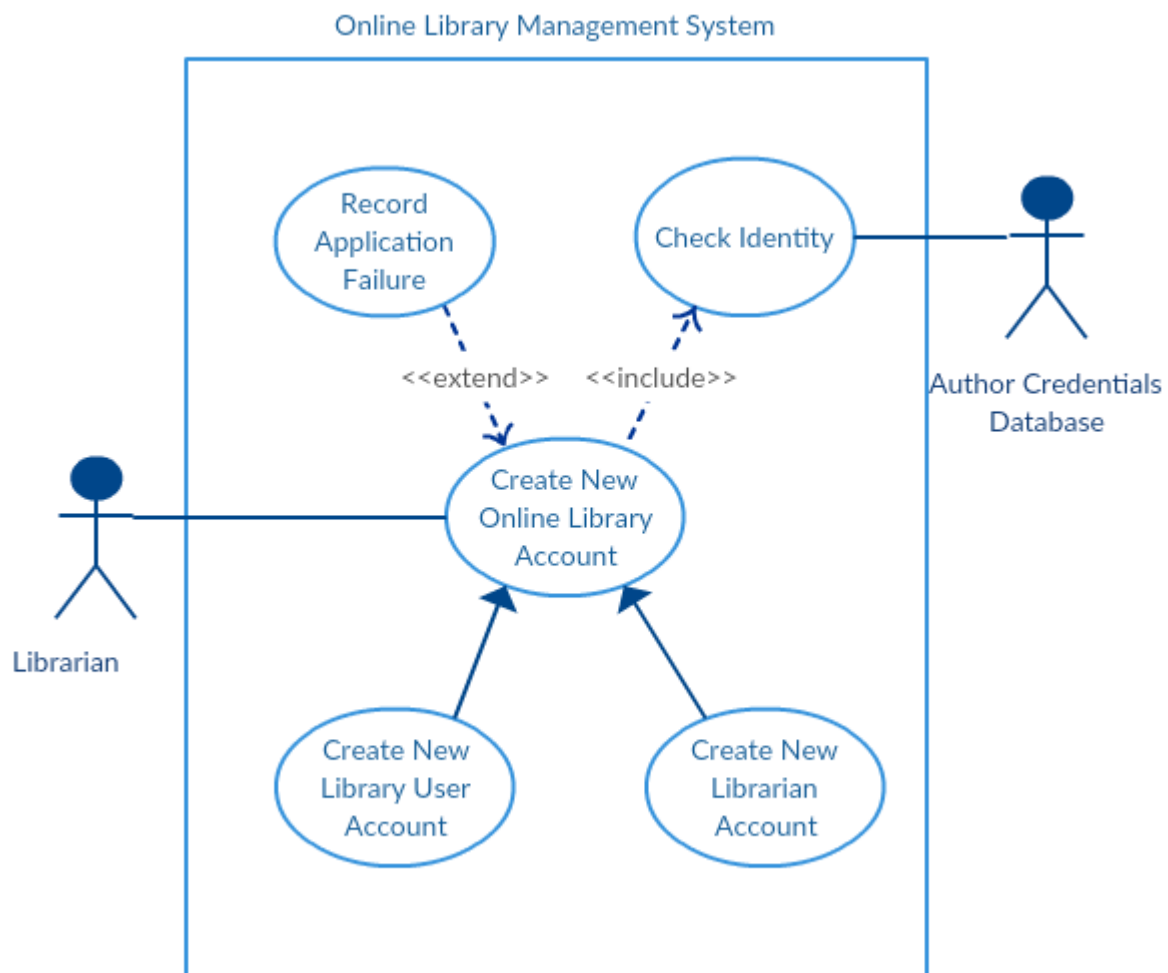 Online Library Management System
Record
Application
Failure
Check Identity
<<extend>>
<<include>>
Author Credentials
Database
Create New
Online Library
Account
Librarian
Create New
Library User
Account
Create New
Librarian
Account